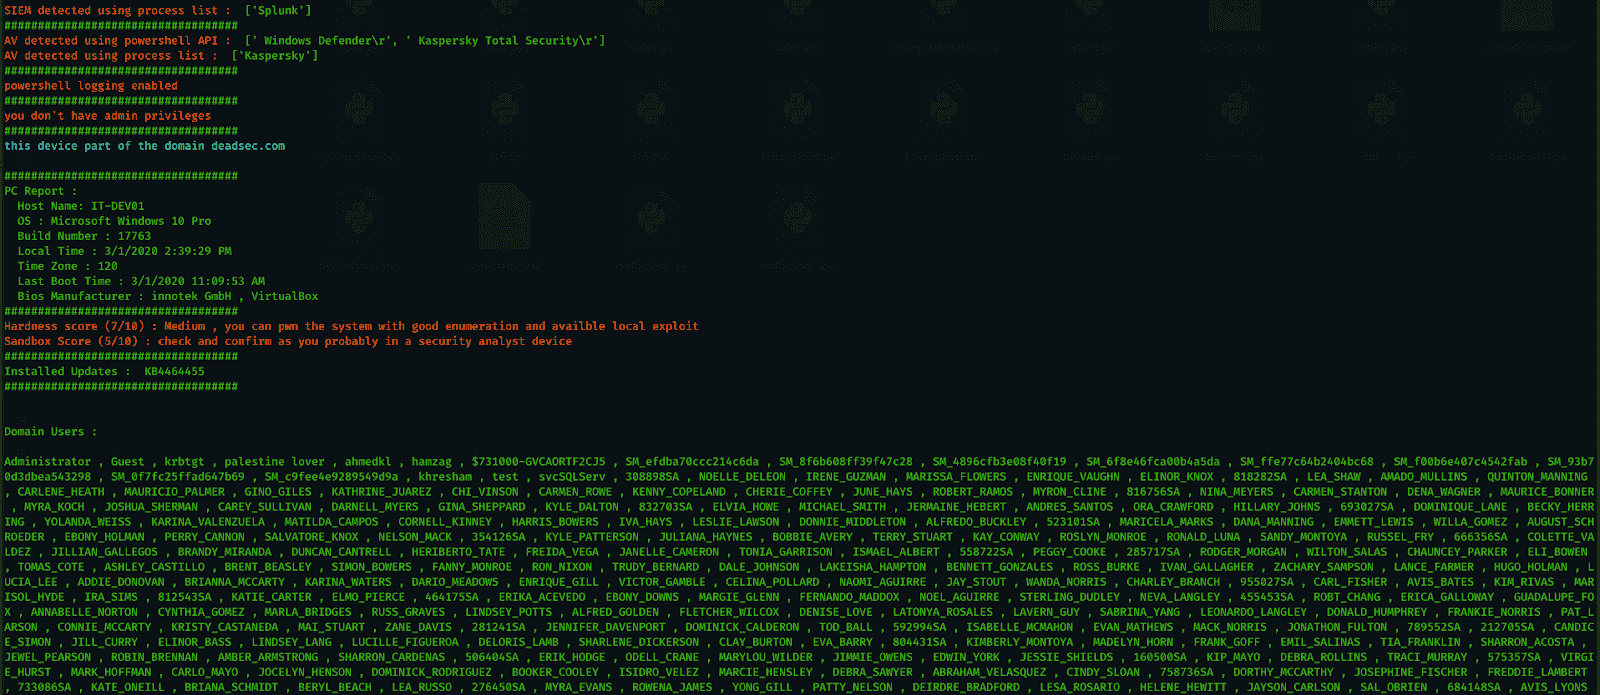 SIEM detected using process list :  ['Splunk']
###################################
AV detected using powershell API :  [' Windows Defender\r', ' Kaspersky Total Security\r']
AV detected using process list :  ['Kaspersky']
###################################
powershell logging enabled
###################################
you don't have admin privileges
###################################
this device part of the domain deadsec.com
###################################
PC Report :
Host Name: IT-DEV01
OS : Microsoft Windows 10 Pro
Build Number : 17763
Local Time : 3/1/2020 2:39:29 PM
Time Zone : 120
Last Boot Time : 3/1/2020 11:09:53 AM
Bios Manufacturer : innotek GmbH , VirtualBox
###################################
Hardness score (7/10) : Medium , you can pwn the system with good enumeration and availble local exploit
Sandbox Score (5/10) : check and confirm as you probably in a security analyst device
###################################
Installed Updates :  KB4464455
###################################
Domain Users :
Administrator , Guest , krbtgt , palestine lover , ahmedkl , hamzag , $731000-GVCAORTF2CJ5 , SM_efdba70ccc214c6da , SM_8f6b608ff39f47c28 , SM_4896cfb3e08f40f19 , SM_6f8e46fca00b4a5da , SM_ffe77c64b2404bc68 , SM_f00b6e407c4542fab , SM_93b7
0d3dbea543298 , SM_0f7fc25ffad647b69 , SM_c9fee4e9289549d9a , khresham , test , svcSQLServ , 308898SA , NOELLE_DELEON , IRENE_GUZMAN , MARISSA_FLOWERS , ENRIQUE_VAUGHN , ELINOR_KNOX , 818282SA , LEA_SHAW , AMADO_MULLINS , QUINTON_MANNING
, CARLENE_HEATH , MAURICIO_PALMER , GINO_GILES , KATHRINE_JUAREZ , CHI_VINSON , CARMEN_ROWE , KENNY_COPELAND , CHERIE_COFFEY , JUNE_HAYS , ROBERT_RAMOS , MYRON_CLINE , 816756SA , NINA_MEYERS , CARMEN_STANTON , DENA_WAGNER , MAURICE_BONNER
, MYRA_KOCH , JOSHUA_SHERMAN , CAREY_SULLIVAN , DARNELL_MYERS , GINA_SHEPPARD , KYLE_DALTON , 832703SA , ELVIA_HOWE , MICHAEL_SMITH , JERMAINE_HEBERT , ANDRES_SANTOS , ORA_CRAWFORD , HILLARY_JOHNS , 693027SA , DOMINIQUE_LANE , BECKY_HERR
ING , YOLANDA_WEISS , KARINA_VALENZUELA , MATILDA_CAMPOS , CORNELL_KINNEY , HARRIS_BOWERS , IVA_HAYS , LESLIE_LAWSON , DONNIE_MIDDLETON , ALFREDO_BUCKLEY , 523101SA , MARICELA_MARKS , DANA_MANNING , EMMETT_LEWIS , WILLA_GOMEZ , AUGUST_SCH
ROEDER , EBONY_HOLMAN , PERRY_CANNON , SALVATORE_KNOX , NELSON_MACK , 354126SA , KYLE_PATTERSON , JULIANA_HAYNES , BOBBIE_AVERY , TERRY_STUART , KAY_CONWAY , ROSLYN_MONROE , RONALD_LUNA , SANDY_MONTOYA , RUSSEL_FRY , 666356SA , COLETTE_VA
LDEZ , JILLIAN_GALLEGOS , BRANDY_MIRANDA , DUNCAN_CANTRELL , HERIBERTO_TATE , FREIDA_VEGA , JANELLE_CAMERON , TONIA_GARRISON , ISMAEL_ALBERT , 558722SA , PEGGY_COOKE , 285717SA , RODGER_MORGAN , WILTON_SALAS , CHAUNCEY_PARKER , ELI_BOWEN
, TOMAS_COTE , ASHLEY_CASTILLO , BRENT_BEASLEY , SIMON_BOWERS , FANNY_MONROE , RON_NIXON , TRUDY_BERNARD , DALE_JOHNSON , LAKEISHA_HAMPTON , BENNETT_GONZALES , ROSS_BURKE , IVAN_GALLAGHER , ZACHARY_SAMPSON , LANCE_FARMER , HUGO_HOLMAN , L
UCIA_LEE , ADDIE_DONOVAN , BRIANNA_MCCARTY , KARINA_WATERS , DARIO_MEADOWS , ENRIQUE_GILL , VICTOR_GAMBLE , CELINA_POLLARD , NAOMI_AGUIRRE , JAY_STOUT , WANDA_NORRIS , CHARLEY_BRANCH , 955027SA , CARL_FISHER , AVIS_BATES , KIM_RIVAS , MAR
ISOL_HYDE , IRA_SIMS , 812543SA , KATIE_CARTER , ELMO_PIERCE , 464175SA , ERIKA_ACEVEDO , EBONY_DOWNS , MARGIE_GLENN , FERNANDO_MADDOX , NOEL_AGUIRRE , STERLING_DUDLEY , NEVA_LANGLEY , 455453SA , ROBT_CHANG , ERICA_GALLOWAY , GUADALUPE_FO
X , ANNABELLE_NORTON , CYNTHIA_GOMEZ , MARLA_BRIDGES , RUSS_GRAVES , LINDSEY_POTTS , ALFRED_GOLDEN , FLETCHER_WILCOX , DENISE_LOVE , LATONYA_ROSALES , LAVERN_GUY , SABRINA_YANG , LEONARDO_LANGLEY , DONALD_HUMPHREY , FRANKIE_NORRIS , PAT_L
ARSON , CONNIE_MCCARTY , KRISTY_CASTANEDA , MAI_STUART , ZANE_DAVIS , 281241SA , JENNIFER_DAVENPORT , DOMINICK_CALDERON , TOD_BALL , 592994SA , ISABELLE_MCMAHON , EVAN_MATHEWS , MACK_NORRIS , JONATHON_FULTON , 789552SA , 212705SA , CANDIC
E_SIMON , JILL_CURRY , ELINOR_BASS , LINDSEY_LANG , LUCILLE_FIGUEROA , DELORIS_LAMB , SHARLENE_DICKERSON , CLAY_BURTON , EVA_BARRY , 804431SA , KIMBERLY_MONTOYA , MADELYN_HORN , FRANK_GOFF , EMIL_SALINAS , TIA_FRANKLIN , SHARRON_ACOSTA ,
JEWEL_PEARSON , ROBIN_BRENNAN , AMBER_ARMSTRONG , SHARRON_CARDENAS , 506404SA , ERIK_HODGE , ODELL_CRANE , MARYLOU_WILDER , JIMMIE_OWENS , EDWIN_YORK , JESSIE_SHIELDS , 160500SA , KIP_MAYO , DEBRA_ROLLINS , TRACI_MURRAY , 575357SA , VIRGI
E_HURST , MARK_HOFFMAN , CARLO_MAYO , JOCELYN_HENSON , DOMINICK_RODRIGUEZ , BOOKER_COOLEY , ISIDRO_VELEZ , MARCIE_HENSLEY , DEBRA_SAWYER , ABRAHAM_VELASQUEZ , CINDY_SLOAN , 758736SA , DORTHY_MCCARTHY , JOSEPHINE_FISCHER , FREDDIE_LAMBERT
, 733086SA , KATE_ONEILL , BRIANA_SCHMIDT , BERYL_BEACH , LEA_RUSSO , 276450SA , MYRA_EVANS , ROWENA_JAMES , YONG_GILL , PATTY_NELSON , DEIRDRE_BRADFORD , LESA_ROSARIO , HELENE_HEWITT , JAYSON_CARLSON , SAL_OBRIEN , 684148SA , AVIS_LYONS